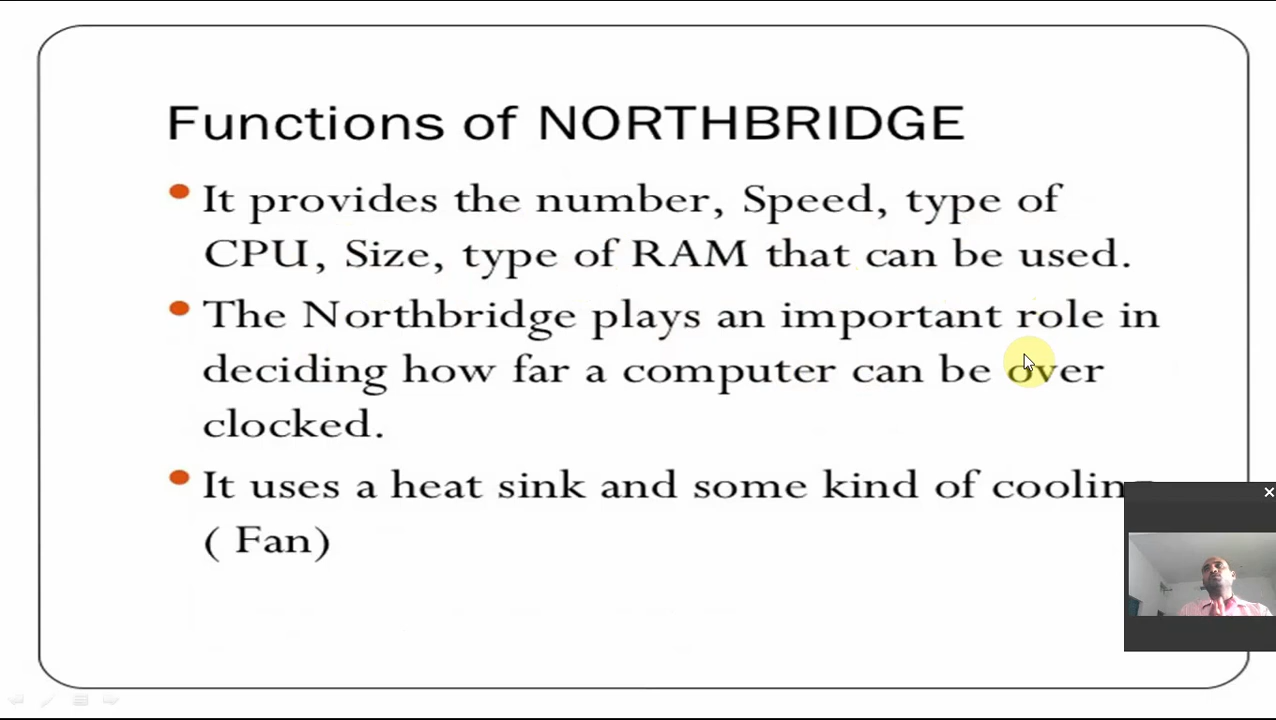 Functions of NORTHBRIDGE
It provides the number, Speed, type of
CPU, Size, type of RAM that can be used.
The Northbridge plays an important role in
deciding how far a computer can be over
clocked.
It uses a heat sink and some kind of
( Fan)